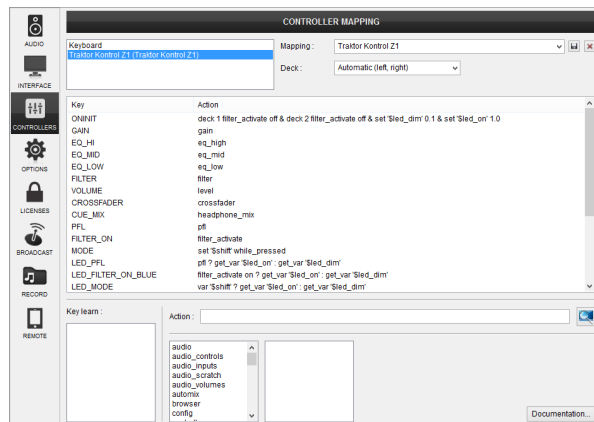 CONTROLLER MAPPING
AUDIO
INTERFACE
CONTROLLERS
OPTIONS
LICENSES
BROADCAST
RECORD
REMOTE
Keyboard
Traktor Kontrol Z1 (Traktor Kontrol Z1)
Mapping : Traktor Kontrol Z1
Deck : Automatic (left, right)
Key Action
ONINIT deck 1 filter_activate off & deck 2 filter_activate off & set '$led_dim' 0.1 & set '$led_on' 1.0
GAIN gain
EQ_HI eq_high
EQ_MID eq_mid
EQ_LOW eq_low
FILTER filter
VOLUME level
CROSSFADER crossfader
CUE_MIX headphone_mix
PFL pfl
FILTER_ON filter_activate
MODE set '$shift' while_pressed
LED_PFL pfl ? get_var '$led_on' : get_var '$led_dim'
LED_FILTER_ON_BLUE filter_activate on ? get_var '$led_on' : get_var '$led_dim'
LED_MODE var '$shift' ? get_var '$led_on' : get_var '$led_dim'
Key learn :
Action :
audio
audio_controls
audio_inputs
audio_scratch
audio_volumes
automix
browser
config
Documentation...